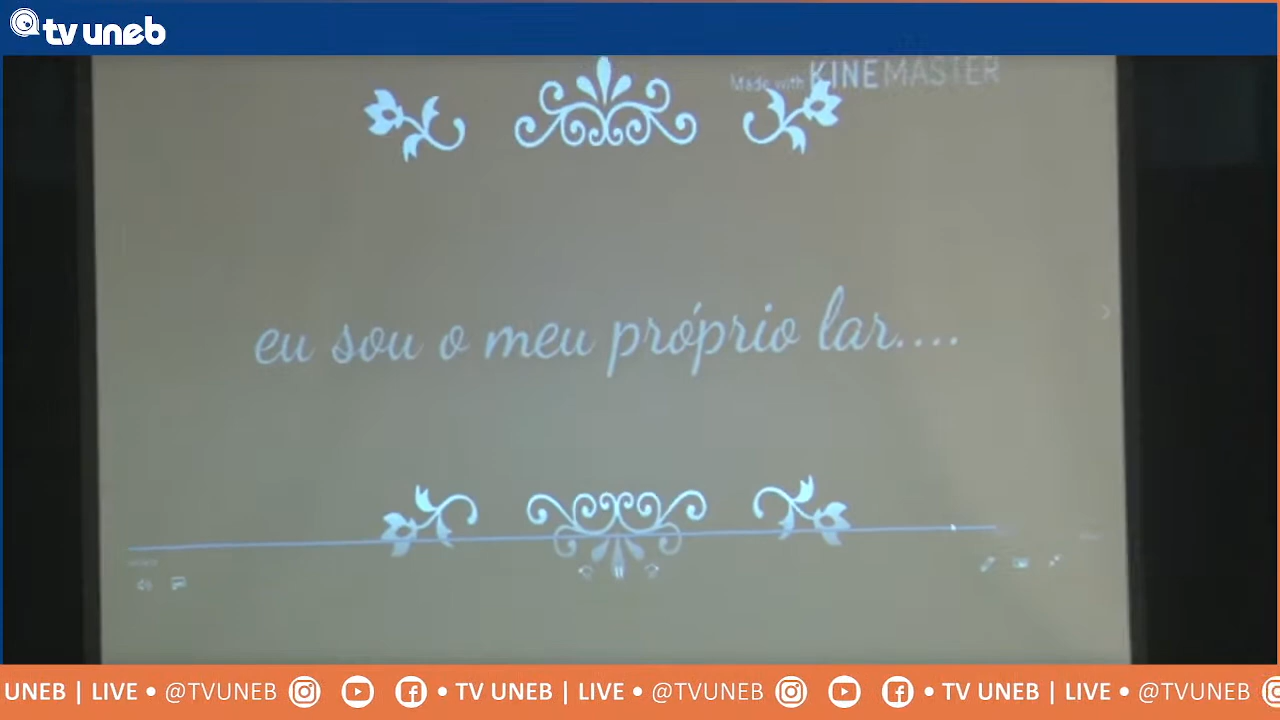 tv uneb
Made with KINEMASTER
eu sou o meu próprio lar....
UNEB | LIVE • @TVUNEB • TV UNEB | LIVE • @TVUNEB • TV UNEB | LIVE • @TVUNEB